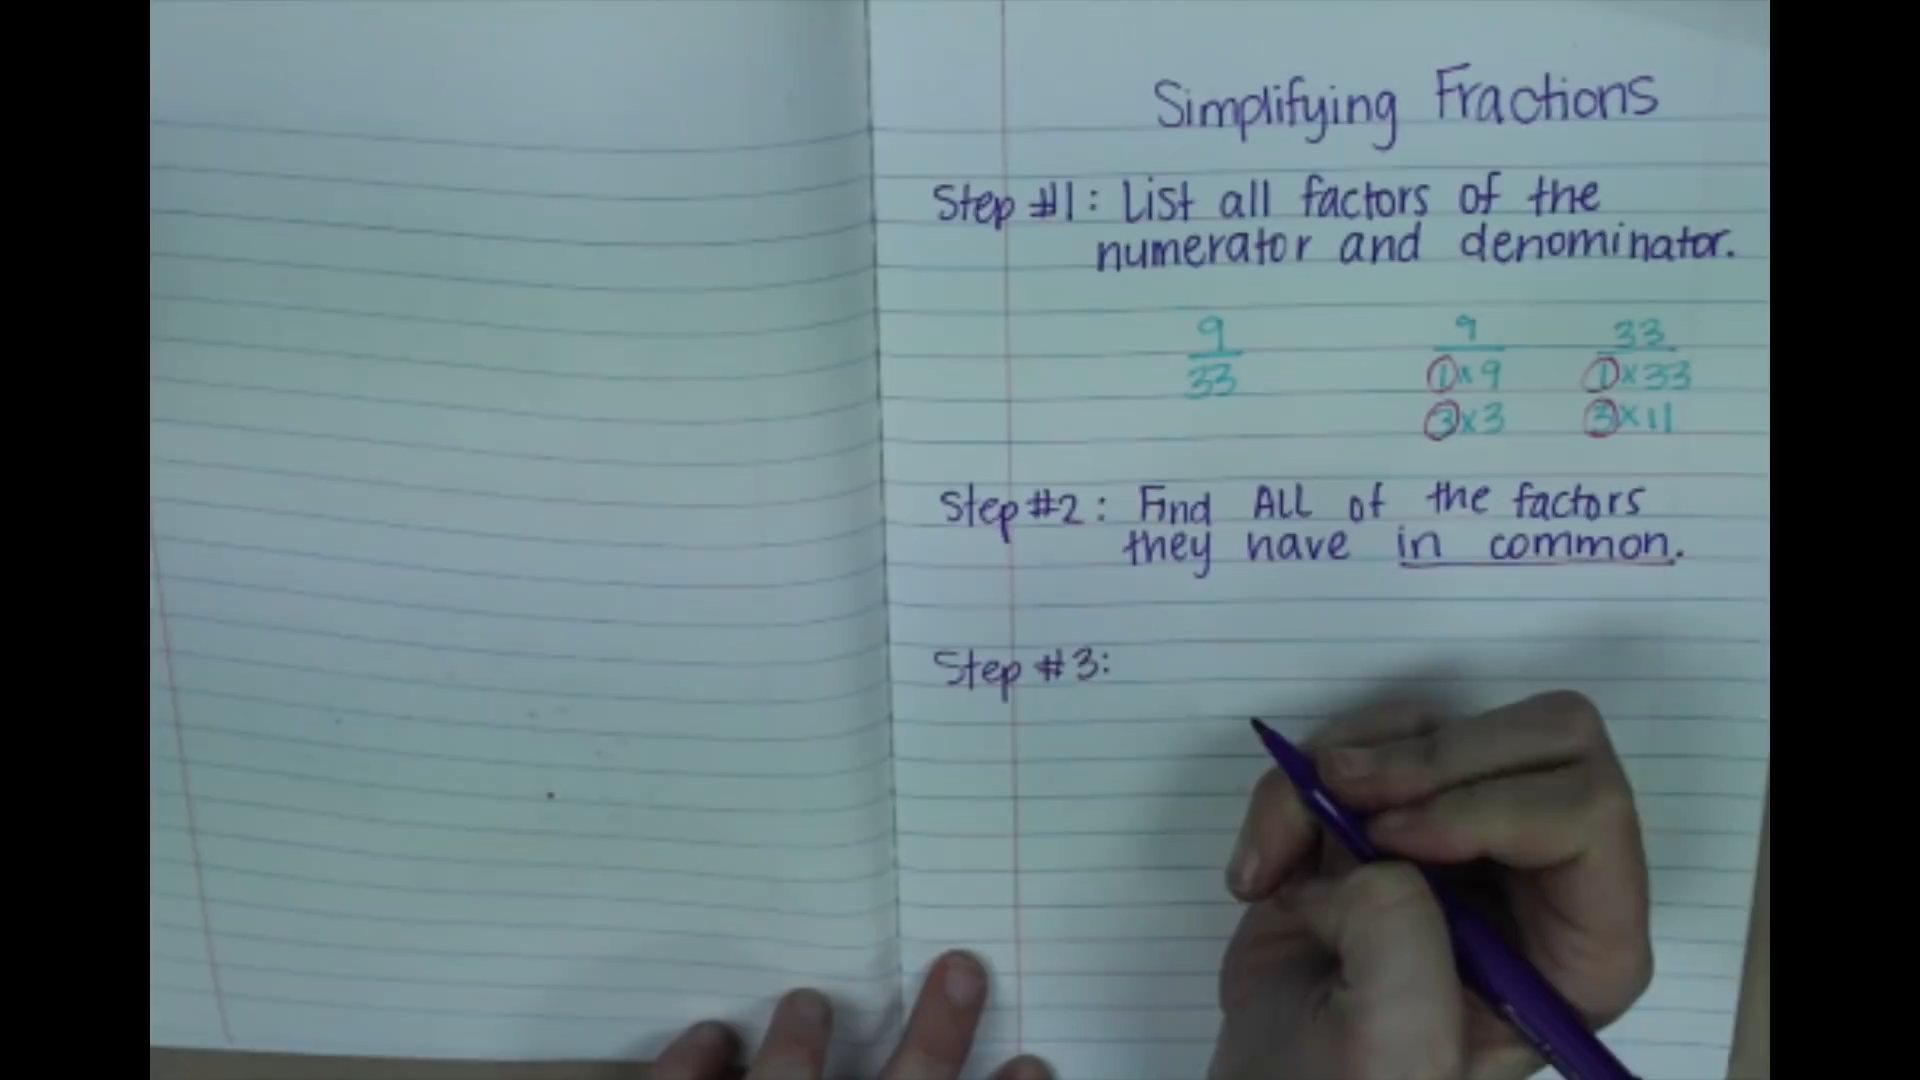 Simplifying Fractions
Step #1: List all factors of the
numerator and denominator.
9 9 33
33 1x9 1x33
3x3 3x11
Step #2: Find ALL of the factors
they have in common.
Step #3: